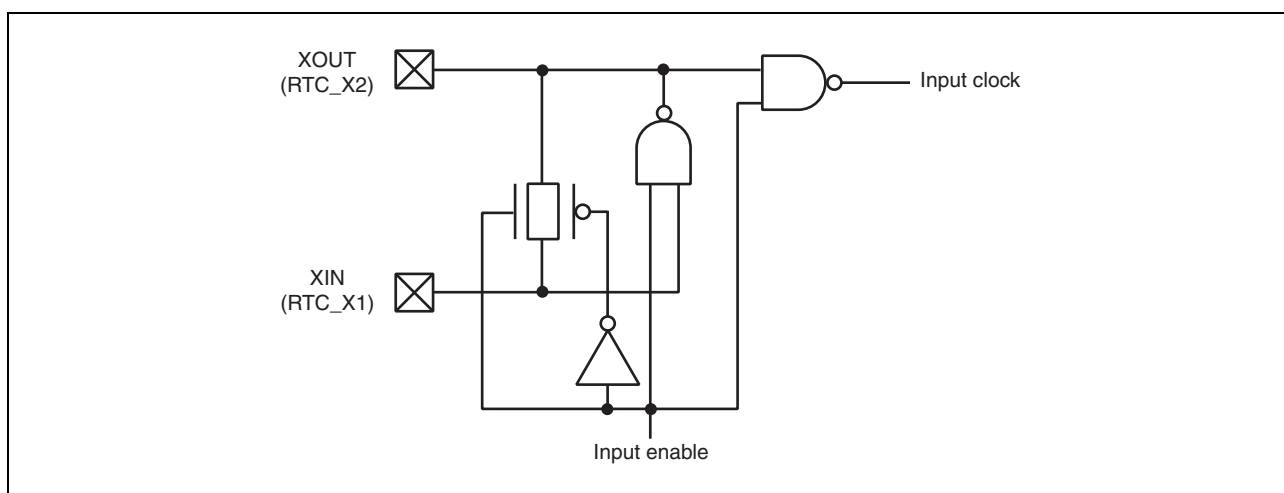 XOUT
(RTC_X2)
Input clock
XIN
(RTC_X1)
Input enable